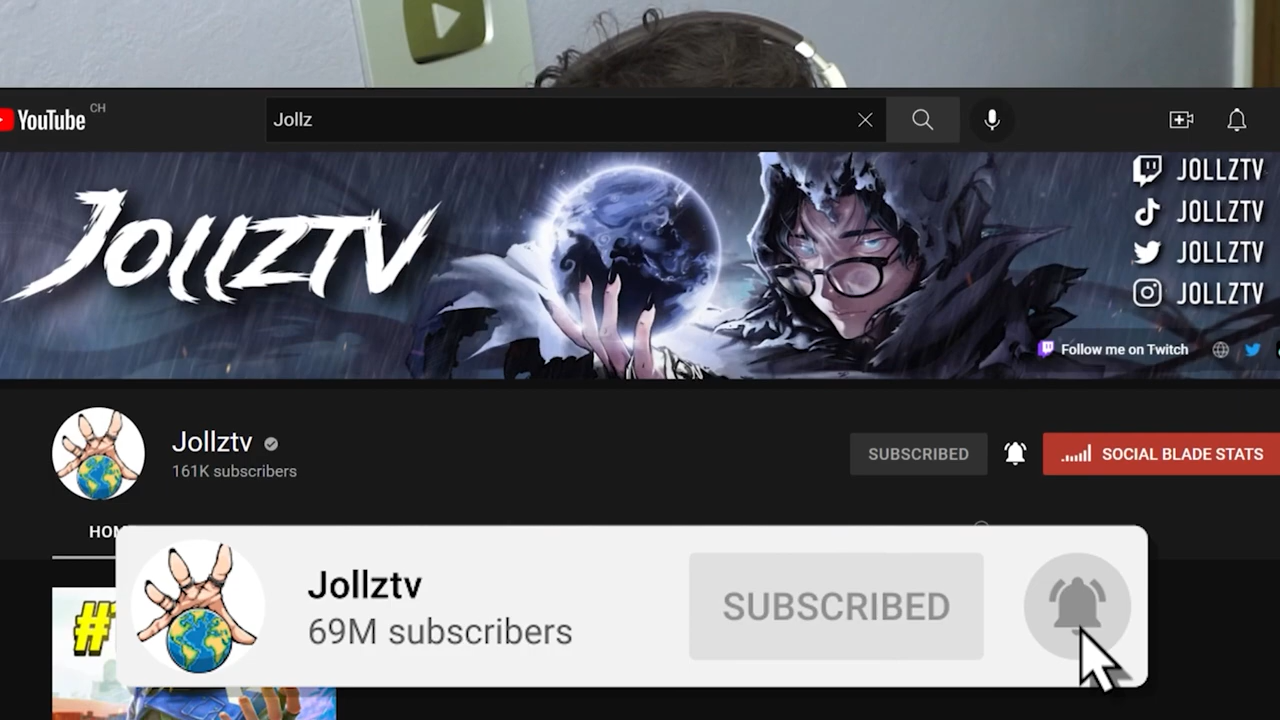 YouTube CH
Jollz
JOLLZTV
JOLLZTV
JOLLZTV
JOLLZTV
JOLLZTV
Follow me on Twitch
Jollztv
161K subscribers
SUBSCRIBED
SOCIAL BLADE STATS
Jollztv
69M subscribers
SUBSCRIBED